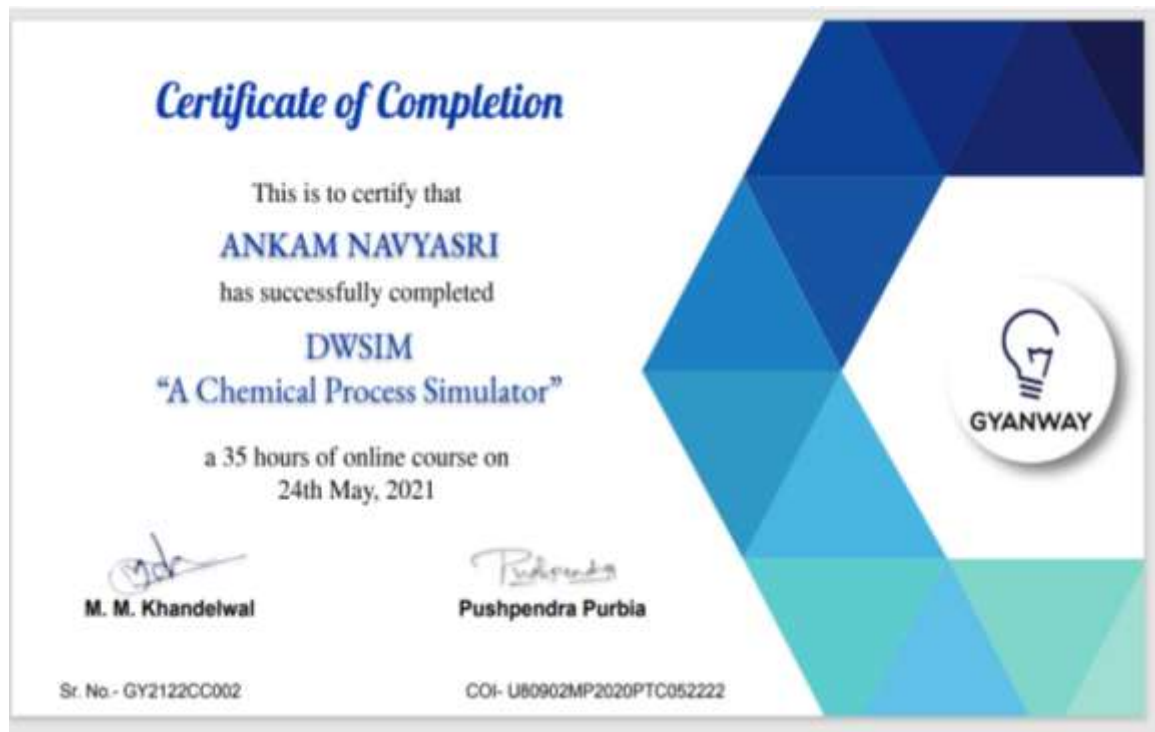 Certificate of Completion
This is to certify that
ANKAM NAVYASRI
has successfully completed
DWSIM
“A Chemical Process Simulator”
a 35 hours of online course on
24th May, 2021
GYANWAY
Pushpendra
M. M. Khandelwal
Pushpendra Purbia
Sr. No.- GY2122CC002
COI- U80902MP2020PTC052222